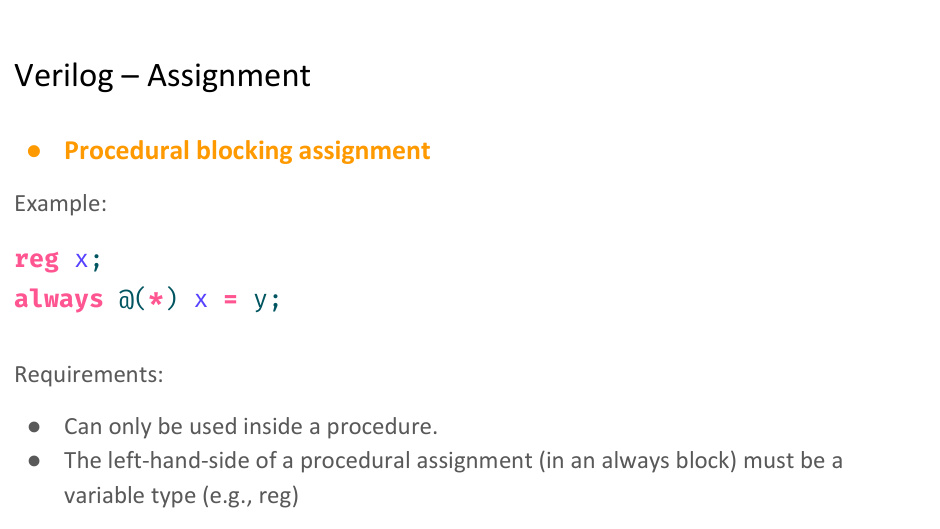 Verilog – Assignment
● Procedural blocking assignment
Example:
reg x;
always @(*) x = y;
Requirements:
● Can only be used inside a procedure.
● The left-hand-side of a procedural assignment (in an always block) must be a
variable type (e.g., reg)